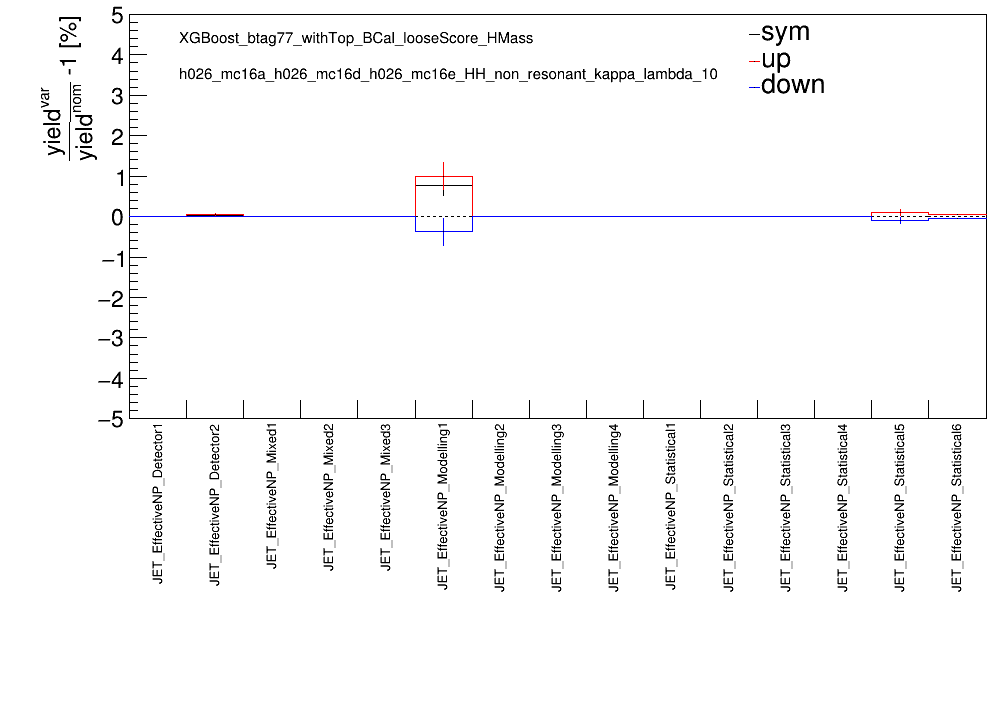 XGBoost_btag77_withTop_BCal_looseScore_HMass
h026_mc16a_h026_mc16d_h026_mc16e_HH_non_resonant_kappa_lambda_10
sym
up
down
yield^var
yield^nom
-1 [%]
5
4
3
2
1
0
−1
−2
−3
−4
−5
JET_EffectiveNP_Detector1
JET_EffectiveNP_Detector2
JET_EffectiveNP_Mixed1
JET_EffectiveNP_Mixed2
JET_EffectiveNP_Mixed3
JET_EffectiveNP_Modelling1
JET_EffectiveNP_Modelling2
JET_EffectiveNP_Modelling3
JET_EffectiveNP_Modelling4
JET_EffectiveNP_Statistical1
JET_EffectiveNP_Statistical2
JET_EffectiveNP_Statistical3
JET_EffectiveNP_Statistical4
JET_EffectiveNP_Statistical5
JET_EffectiveNP_Statistical6